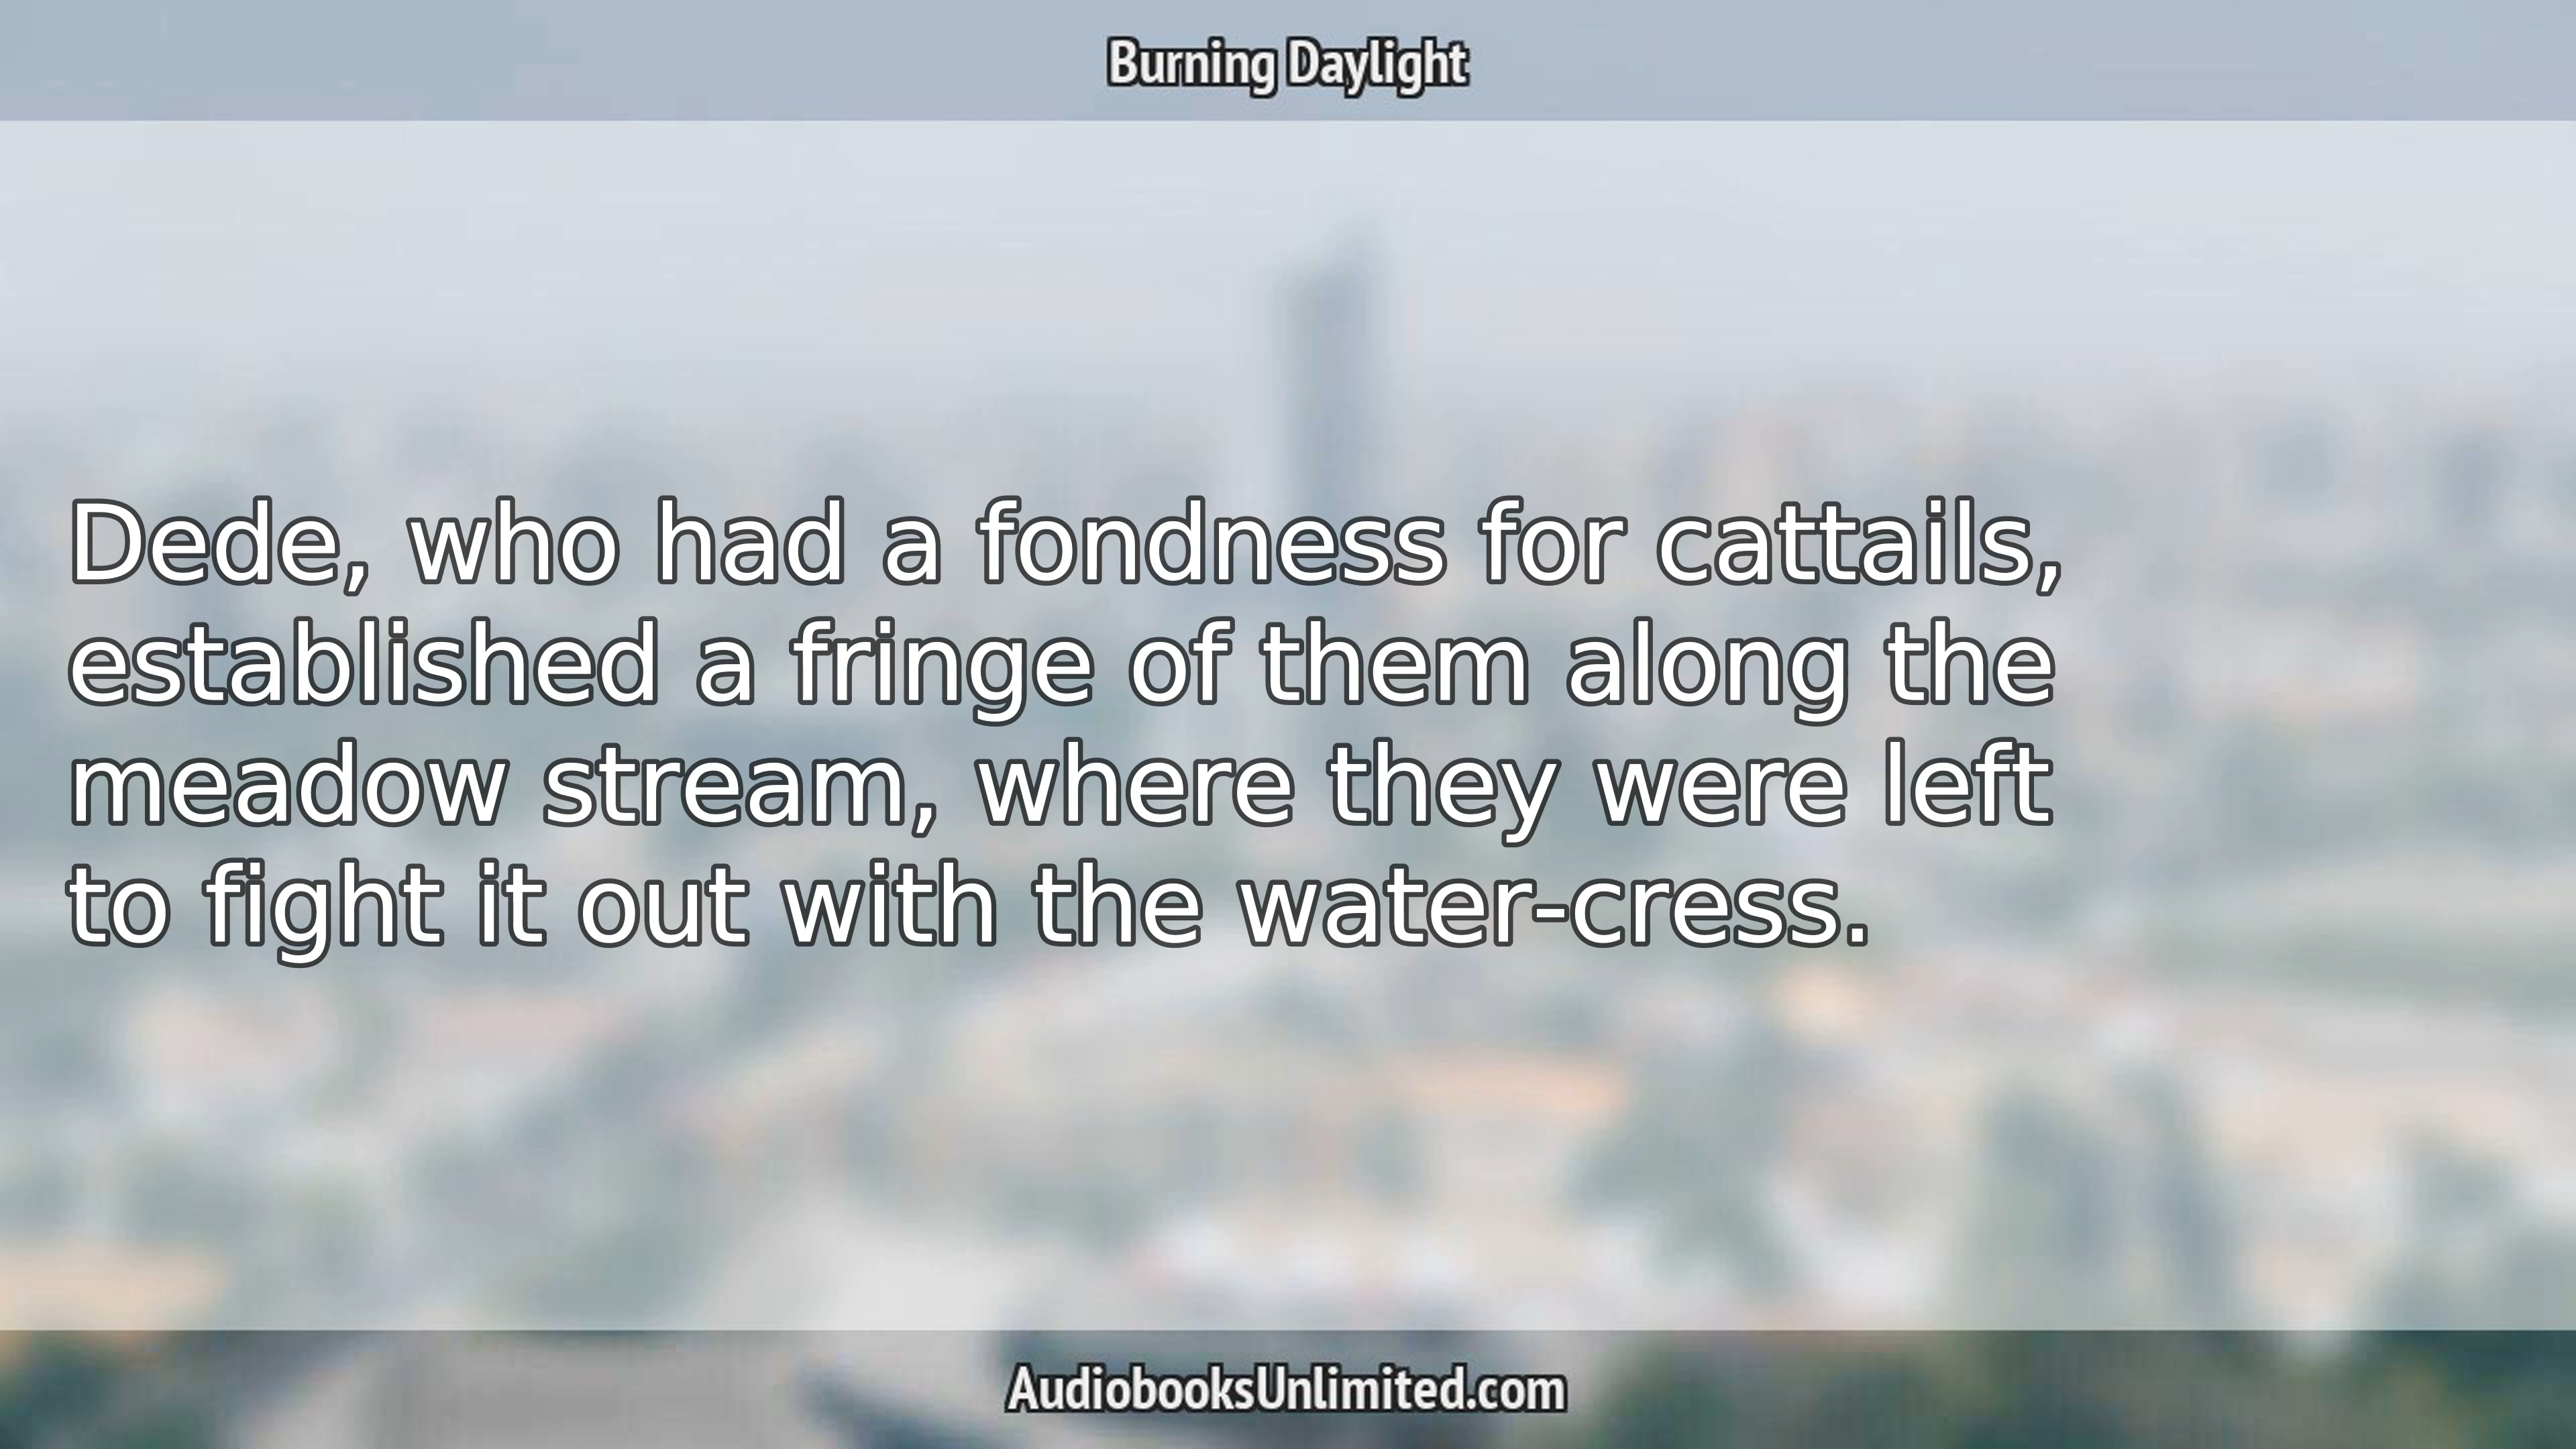 Burning Daylight
Dede, who had a fondness for cattails,
established a fringe of them along the
meadow stream, where they were left
to fight it out with the water-cress.
AudiobooksUnlimited.com